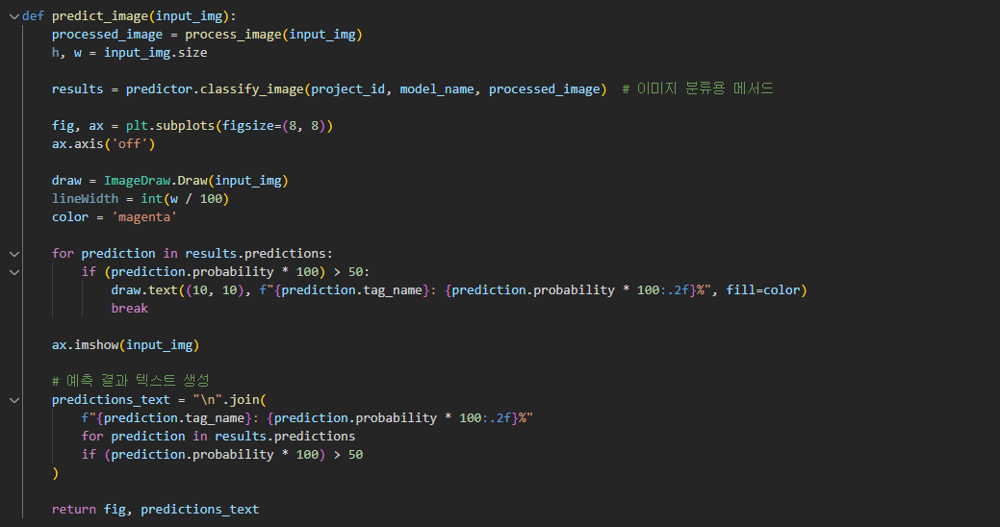 def predict_image(input_img):
    processed_image = process_image(input_img)
    h, w = input_img.size

    results = predictor.classify_image(project_id, model_name, processed_image)  # 이미지 분류용 메서드

    fig, ax = plt.subplots(figsize=(8, 8))
    ax.axis('off')

    draw = ImageDraw.Draw(input_img)
    lineWidth = int(w / 100)
    color = 'magenta'

    for prediction in results.predictions:
        if (prediction.probability * 100) > 50:
            draw.text((10, 10), f"{prediction.tag_name}: {prediction.probability * 100:.2f}%", fill=color)
            break

    ax.imshow(input_img)

    # 예측 결과 텍스트 생성
    predictions_text = "\n".join(
        f"{prediction.tag_name}: {prediction.probability * 100:.2f}%"
        for prediction in results.predictions
        if (prediction.probability * 100) > 50
    )

    return fig, predictions_text